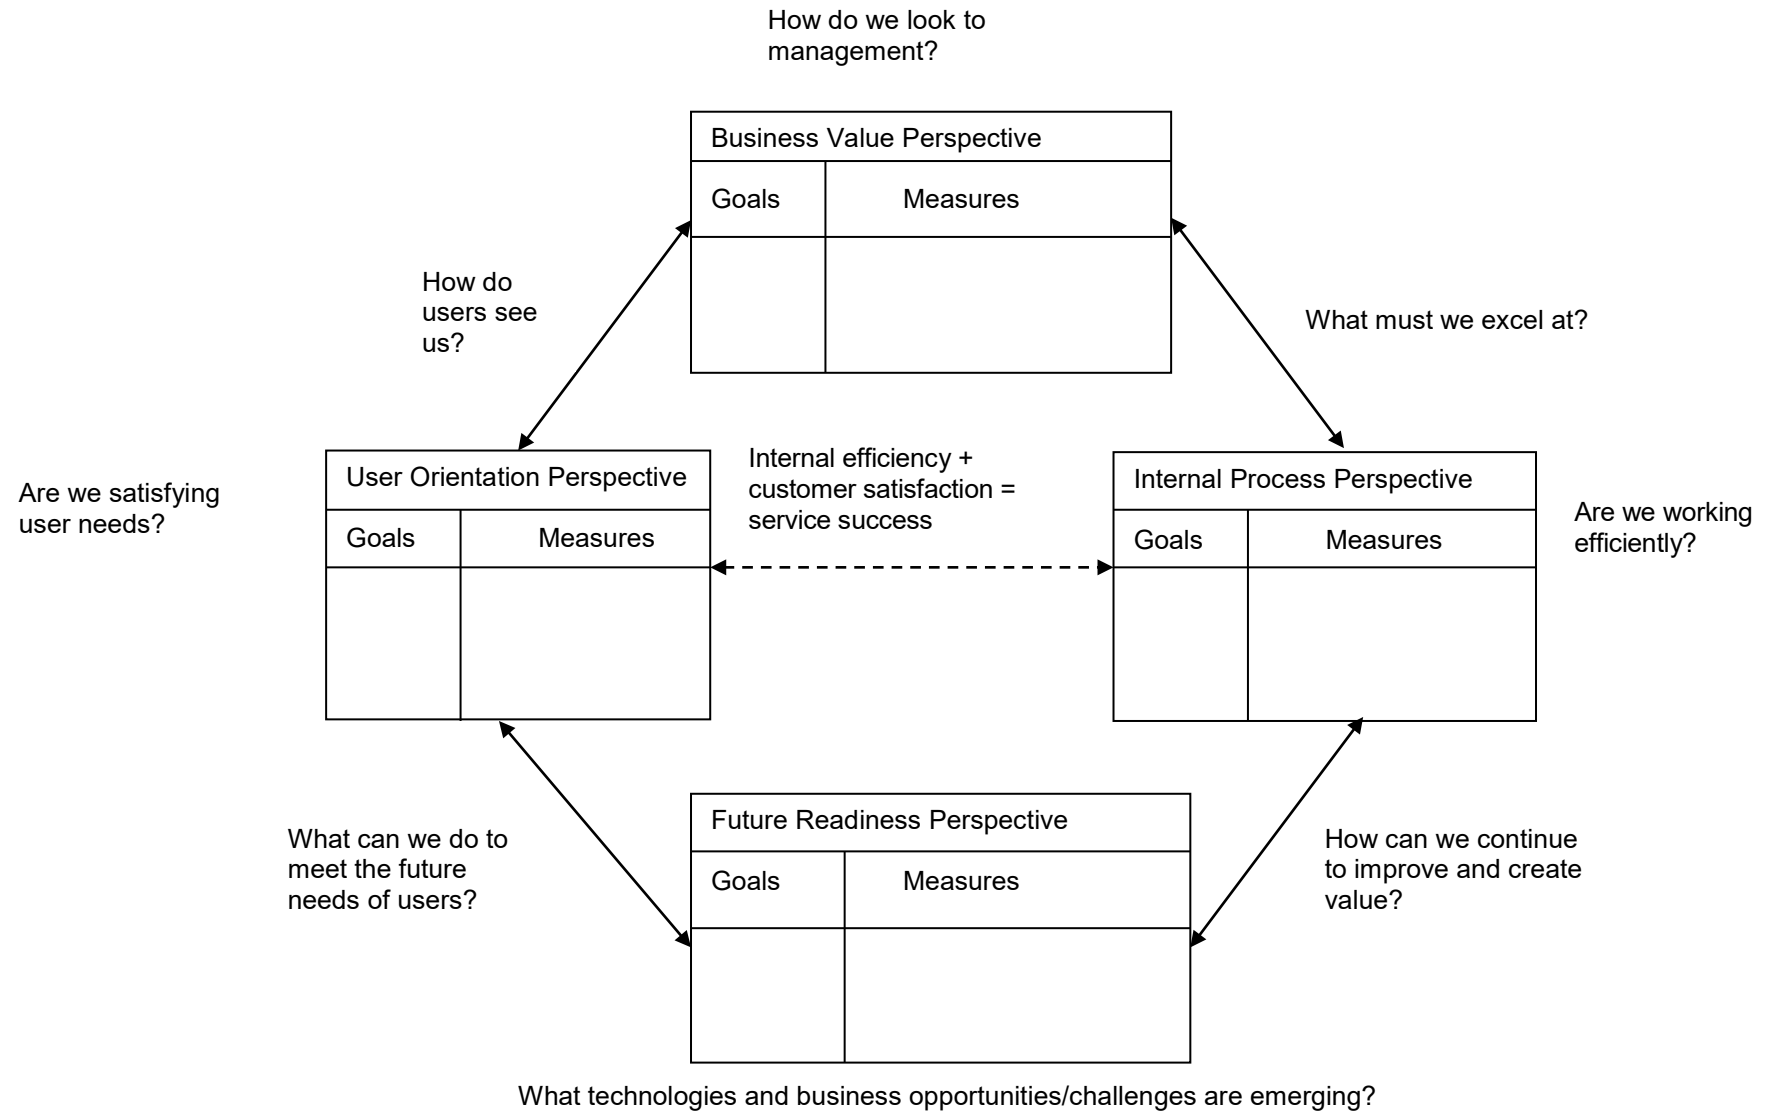 How do we look to
management?
Business Value Perspective
Goals
Measures
How do
users see
us?
What must we excel at?
Are we satisfying
user needs?
User Orientation Perspective
Goals
Measures
Internal efficiency +
customer satisfaction =
service success
Internal Process Perspective
Goals
Measures
Are we working
efficiently?
What can we do to
meet the future
needs of users?
Future Readiness Perspective
Goals
Measures
How can we continue
to improve and create
value?
What technologies and business opportunities/challenges are emerging?